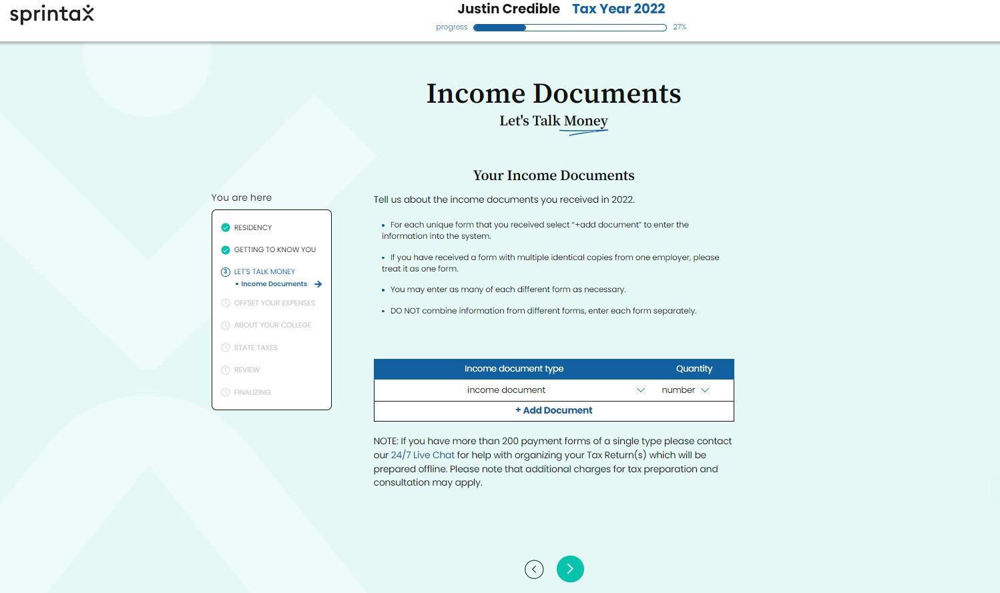 sprintax
Justin Credible Tax Year 2022
progress 27%
Income Documents
Let's Talk Money
Your Income Documents
Tell us about the income documents you received in 2022.
• For each unique form that you received select “+add document” to enter the
information into the system.
• If you have received a form with multiple identical copies from one employer, please
treat it as one form.
• You may enter as many of each different form as necessary.
• DO NOT combine information from different forms, enter each form separately.
You are here
RESIDENCY
GETTING TO KNOW YOU
3 LET'S TALK MONEY
• Income Documents
OFFSET YOUR EXPENSES
ABOUT YOUR COLLEGE
STATE TAXES
REVIEW
FINALIZING
Income document type Quantity
income document number
+ Add Document
NOTE: If you have more than 200 payment forms of a single type please contact
our 24/7 Live Chat for help with organizing your Tax Return(s) which will be
prepared offline. Please note that additional charges for tax preparation and
consultation may apply.